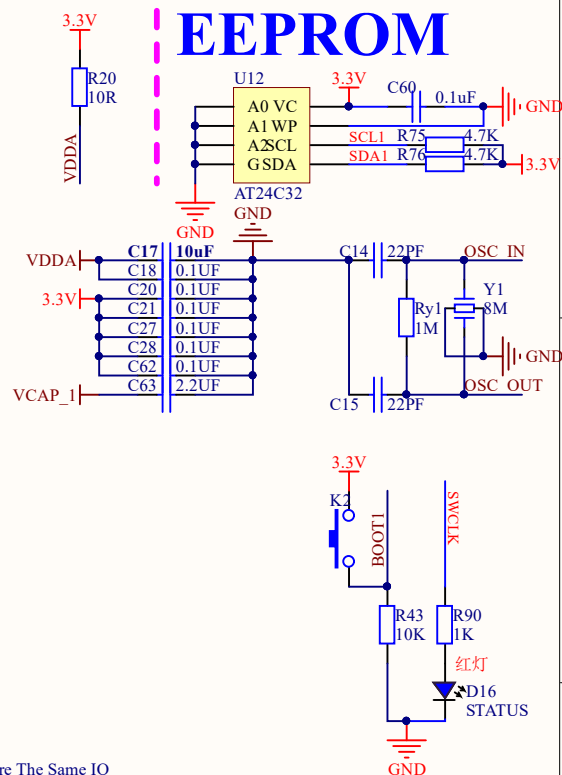 3.3V
EEPROM
R20
10R
VDDA
U12
3.3V
C60
0.1uF
GND
A0 VC
A1 WP
A2SCL
G SDA
SCL1
R75
4.7K
SDA1
R76
4.7K
3.3V
AT24C32
GND
GND
VDDA
C17
10uF
C18
0.1UF
3.3V
C20
0.1UF
C21
0.1UF
C27
0.1UF
C28
0.1UF
C62
0.1UF
VCAP_1
C63
2.2UF
C14
22PF
OSC_IN
Ry1
1M
Y1
8M
GND
C15
22PF
OSC_OUT
3.3V
K2
BOOT1
SWCLK
R43
10K
R90
1K
红灯
D16
STATUS
GND
re The Same IO